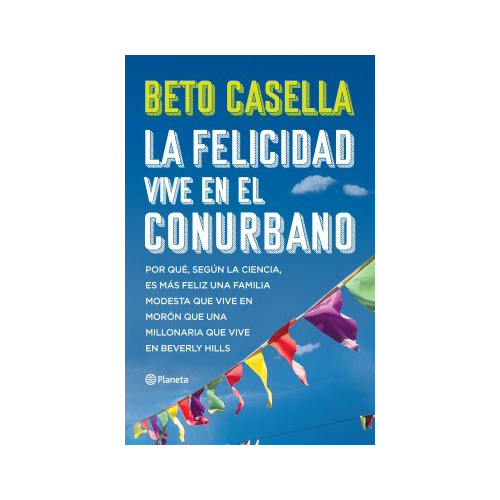 BETO CASELLA
LA FELICIDAD
VIVE EN EL
CONURBANO
POR QUÉ, SEGÚN LA CIENCIA,
ES MÁS FELIZ UNA FAMILIA
MODESTA QUE VIVE EN
MORÓN QUE UNA
MILLONARIA QUE VIVE
EN BEVERLY HILLS
Planeta